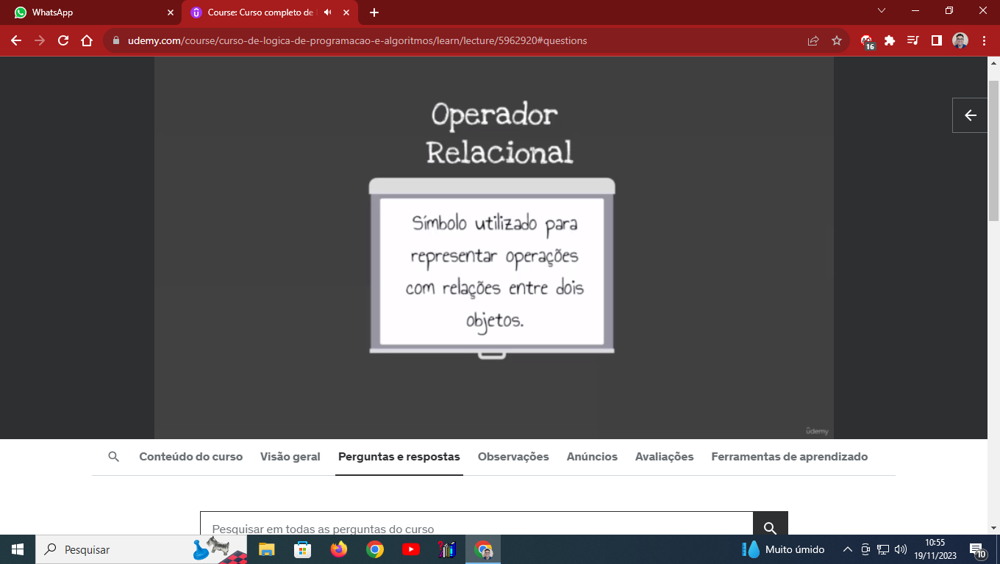 WhatsApp
Course: Curso completo de
udemy.com/course/curso-de-logica-de-programacao-e-algoritmos/learn/lecture/5962920#questions
16
Operador
Relacional
Símbolo utilizado para
representar operações
com relações entre dois
objetos.
udemy
Conteúdo do curso Visão geral Perguntas e respostas Observações Anúncios Avaliações Ferramentas de aprendizado
Pesquisar em todas as perguntas do curso
Pesquisar
Muito úmido
10:55
19/11/2023
10